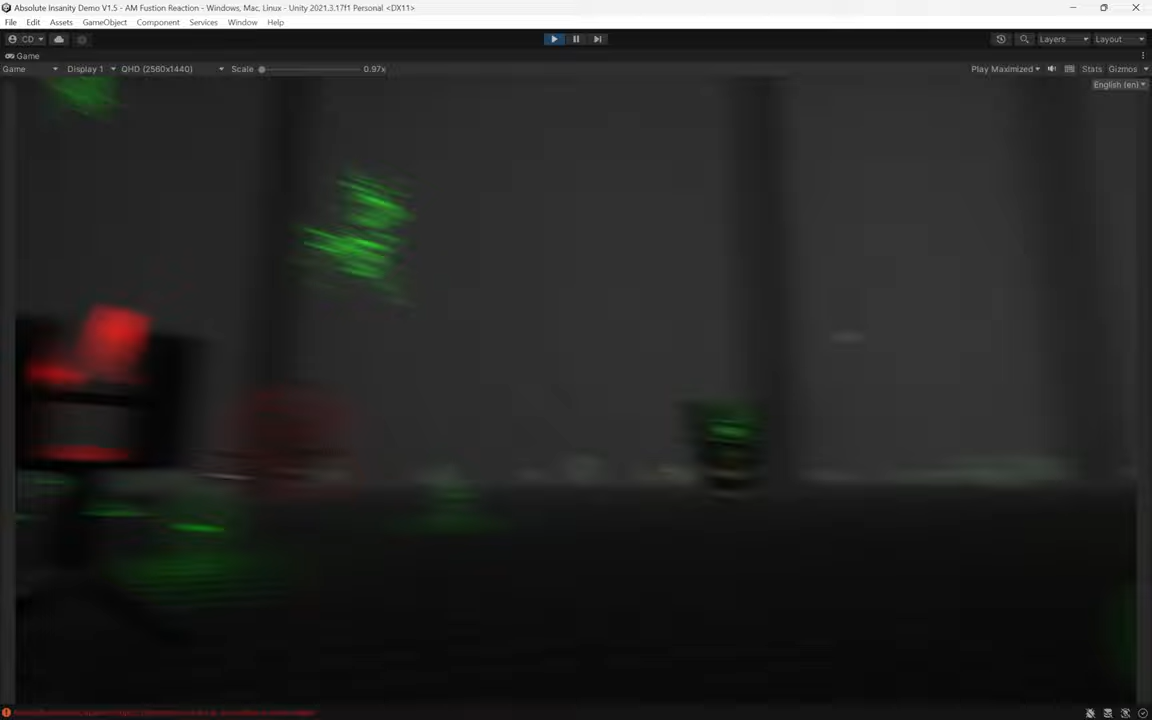 Absolute Insanity Demo V1.5 - AM Fustion Reaction - Windows, Mac, Linux - Unity 2021.3.17f1 Personal <DX11>
File Edit Assets GameObject Component Services Window Help
CD Layers Layout
Game
Game Display 1 QHD (2560x1440) Scale 0.97x Play Maximized Stats Gizmos
English (en)